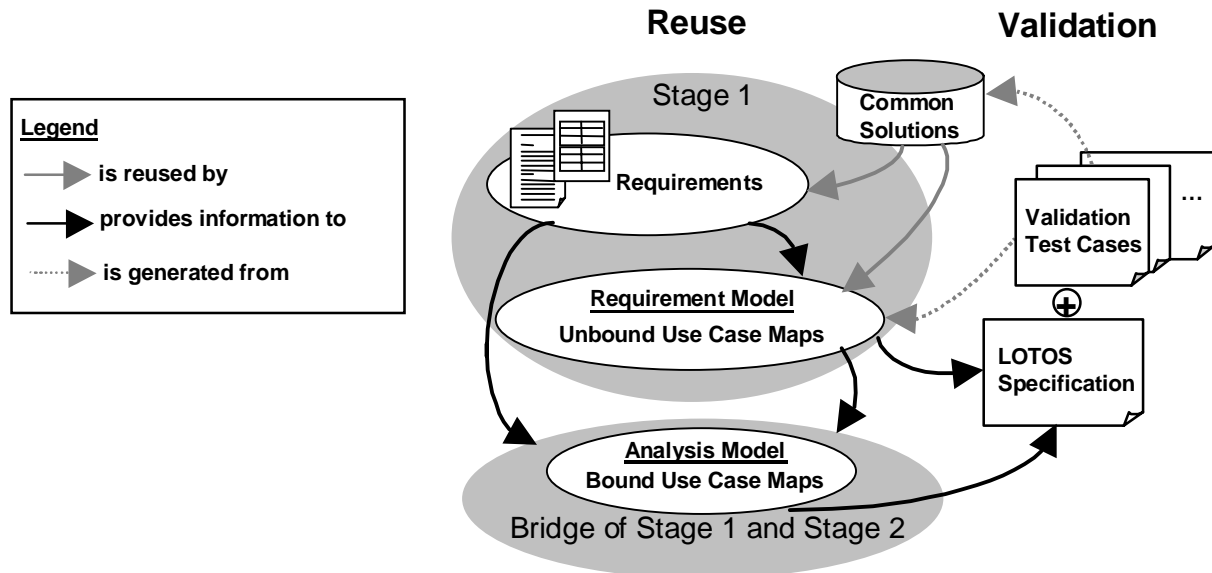 Reuse
Validation
Legend
is reused by
provides information to
is generated from
Stage 1
Common
Solutions
Requirements
Validation
Test Cases
...
Requirement Model
Unbound Use Case Maps
+
LOTOS
Specification
Analysis Model
Bound Use Case Maps
Bridge of Stage 1 and Stage 2